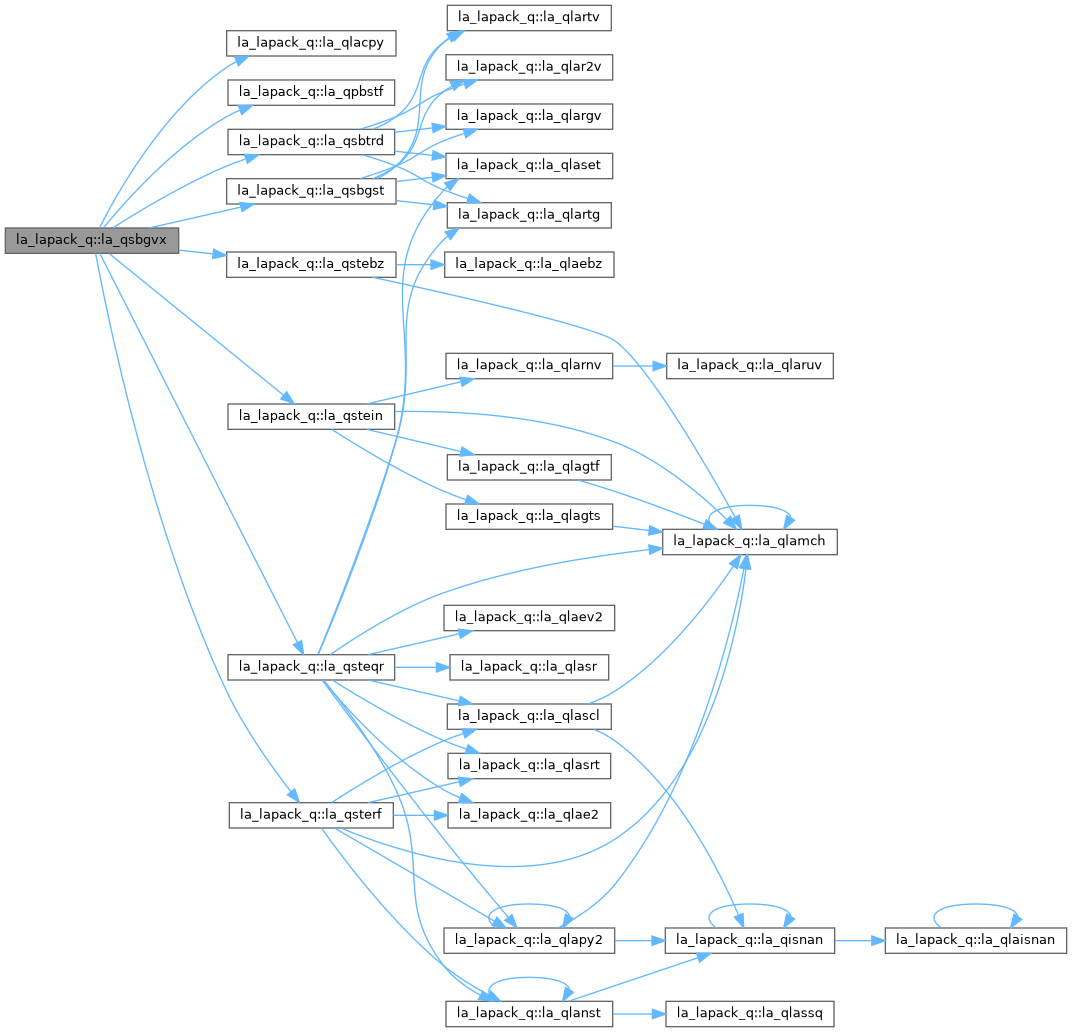 la_lapack_q::la_qlartv
la_lapack_q::la_qlacpy
la_lapack_q::la_qlar2v
la_lapack_q::la_qpbstf
la_lapack_q::la_qlargv
la_lapack_q::la_qsbtrd
la_lapack_q::la_qlaset
la_lapack_q::la_qsbgst
la_lapack_q::la_qlartg
la_lapack_q::la_qsbgvx
la_lapack_q::la_qstebz
la_lapack_q::la_qlaebz
la_lapack_q::la_qlarnv
la_lapack_q::la_qlaruv
la_lapack_q::la_qstein
la_lapack_q::la_qlagtf
la_lapack_q::la_qlagts
la_lapack_q::la_qlamch
la_lapack_q::la_qlaev2
la_lapack_q::la_qsteqr
la_lapack_q::la_qlasr
la_lapack_q::la_qlascl
la_lapack_q::la_qlasrt
la_lapack_q::la_qsterf
la_lapack_q::la_qlae2
la_lapack_q::la_qlapy2
la_lapack_q::la_qisnan
la_lapack_q::la_qlaisnan
la_lapack_q::la_qlanst
la_lapack_q::la_qlassq